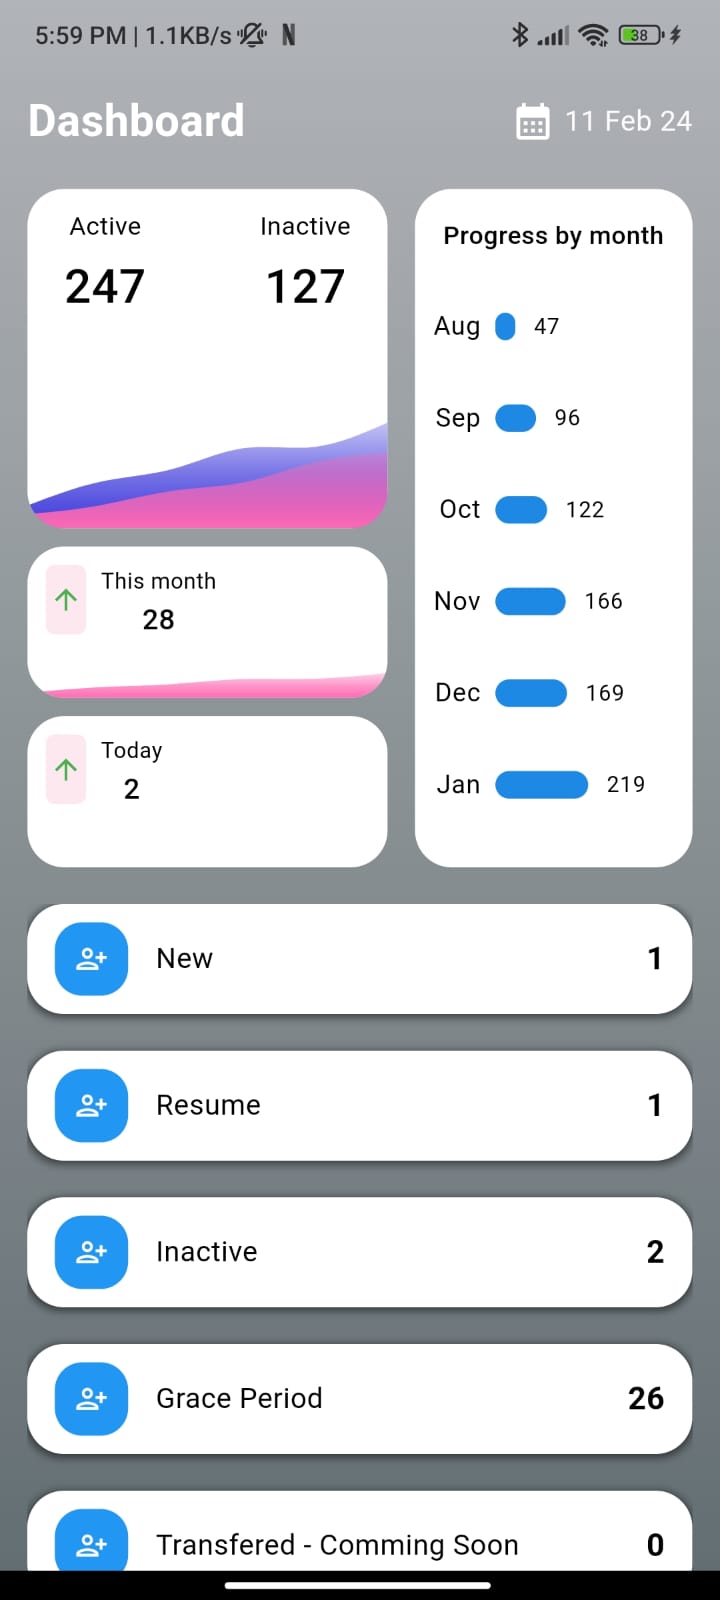 5:59 PM | 1.1KB/s
38
Dashboard
11 Feb 24
Active
Inactive
247
127
This month
28
Today
2
Progress by month
Aug 47
Sep 96
Oct 122
Nov 166
Dec 169
Jan 219
New 1
Resume 1
Inactive 2
Grace Period 26
Transfered - Comming Soon 0